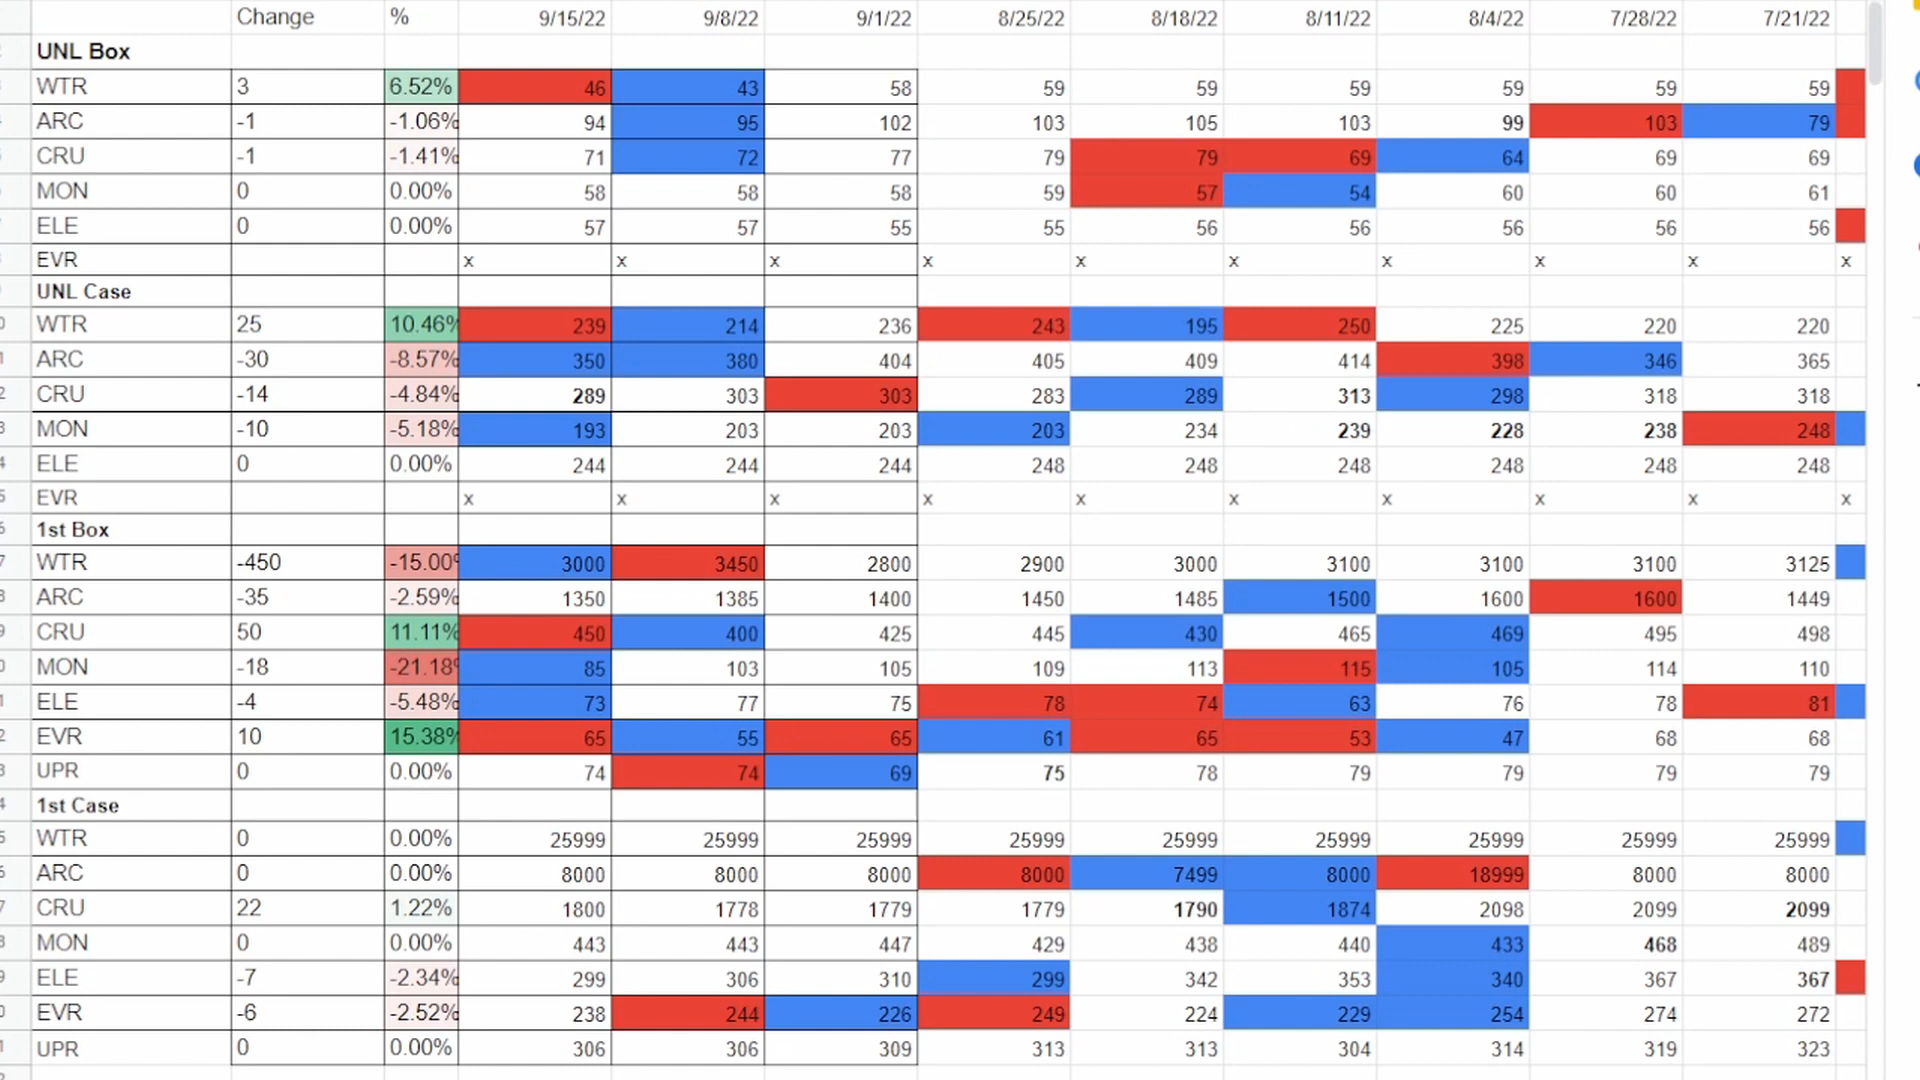 Change % 9/15/22 9/8/22 9/1/22 8/25/22 8/18/22 8/11/22 8/4/22 7/28/22 7/21/22
UNL Box
WTR 3 6.52% 46 43 58 59 59 59 59 59 59
ARC -1 -1.06% 94 95 102 103 105 103 99 103 79
CRU -1 -1.41% 71 72 77 79 79 69 64 69 69
MON 0 0.00% 58 58 58 59 57 54 60 60 61
ELE 0 0.00% 57 57 55 55 56 56 56 56 56
EVR x x x x x x x x x x
UNL Case
WTR 25 10.46% 239 214 236 243 195 250 225 220 220
ARC -30 -8.57% 350 380 404 405 409 414 398 346 365
CRU -14 -4.84% 289 303 303 283 289 313 298 318 318
MON -10 -5.18% 193 203 203 203 234 239 228 238 248
ELE 0 0.00% 244 244 244 248 248 248 248 248 248
EVR x x x x x x x x x x
1st Box
WTR -450 -15.00% 3000 3450 2800 2900 3000 3100 3100 3100 3125
ARC -35 -2.59% 1350 1385 1400 1450 1485 1500 1600 1600 1449
CRU 50 11.11% 450 400 425 445 430 465 469 495 498
MON -18 -21.18% 85 103 105 109 113 115 105 114 110
ELE -4 -5.48% 73 77 75 78 74 63 76 78 81
EVR 10 15.38% 65 55 65 61 65 53 47 68 68
UPR 0 0.00% 74 74 69 75 78 79 79 79 79
1st Case
WTR 0 0.00% 25999 25999 25999 25999 25999 25999 25999 25999 25999
ARC 0 0.00% 8000 8000 8000 8000 7499 8000 18999 8000 8000
CRU 22 1.22% 1800 1778 1779 1779 1790 1874 2098 2099 2099
MON 0 0.00% 443 443 447 429 438 440 433 468 489
ELE -7 -2.34% 299 306 310 299 342 353 340 367 367
EVR -6 -2.52% 238 244 226 249 224 229 254 274 272
UPR 0 0.00% 306 306 309 313 313 304 314 319 323